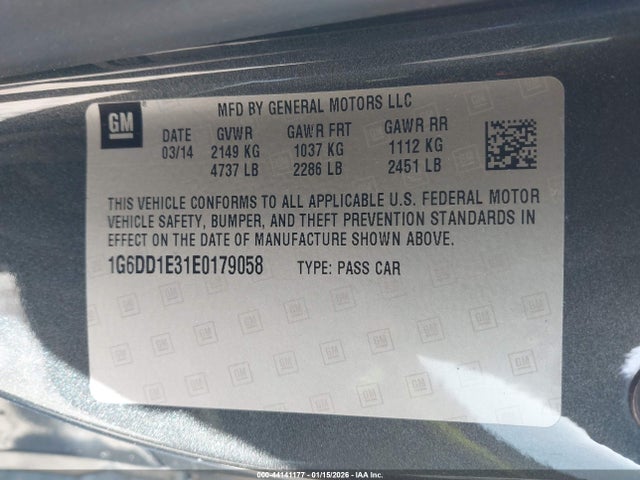 GM
MFD BY GENERAL MOTORS LLC
DATE GVWR GAWR FRT GAWR RR
03/14 2149 KG 1037 KG 1112 KG
4737 LB 2286 LB 2451 LB
THIS VEHICLE CONFORMS TO ALL APPLICABLE U.S. FEDERAL MOTOR
VEHICLE SAFETY, BUMPER, AND THEFT PREVENTION STANDARDS IN
EFFECT ON THE DATE OF MANUFACTURE SHOWN ABOVE.
1G6DD1E31E0179058 TYPE: PASS CAR
000-44141177 - 01/15/2026 - IAA Inc.